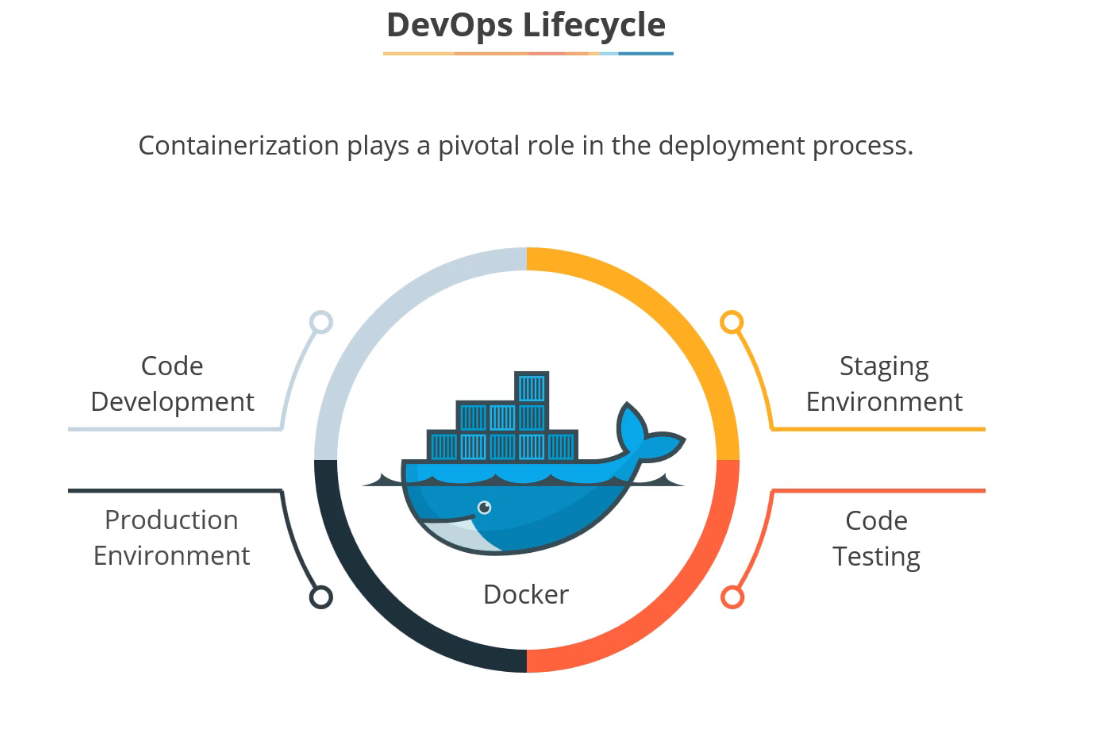 DevOps Lifecycle
Containerization plays a pivotal role in the deployment process.
Code
Development
Staging
Environment
Production
Environment
Code
Testing
Docker